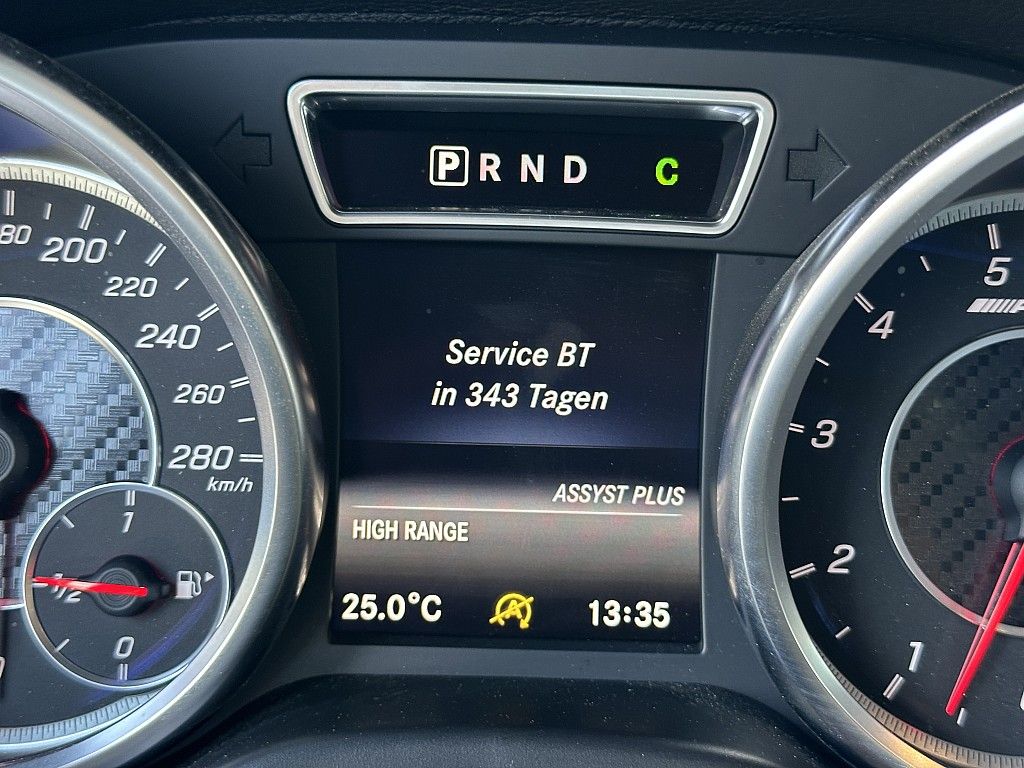 P R N D C
80
200
220
240
260
280
km/h
1
1/2
0
Service BT
in 343 Tagen
ASSYST PLUS
HIGH RANGE
25.0°C
13:35
5
4
3
2
1